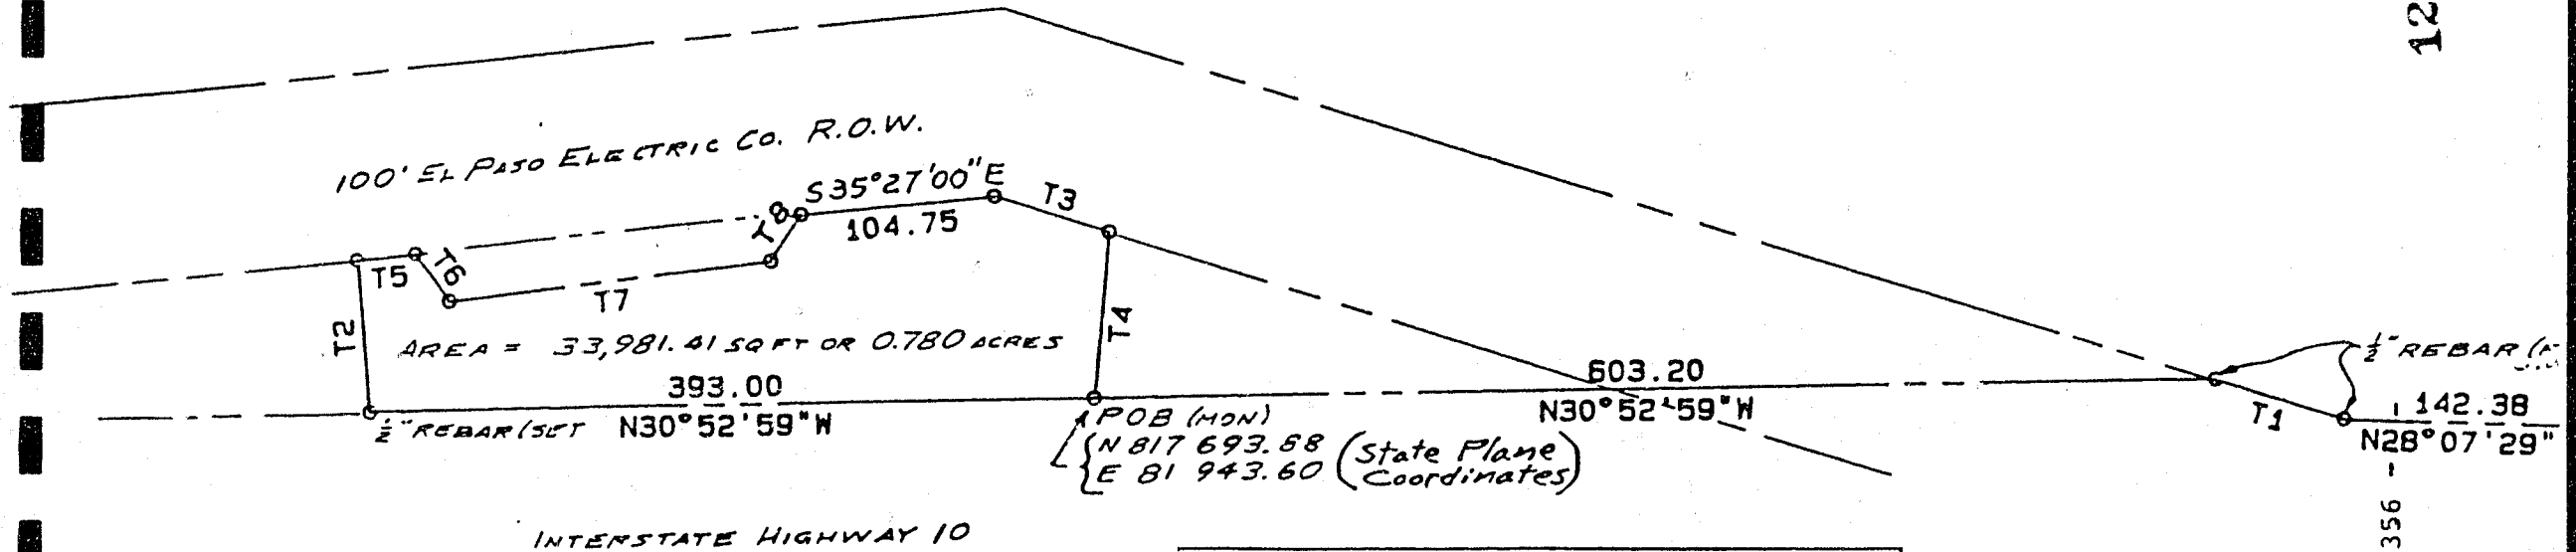 12
100' EL PASO ELECTRIC CO. R.O.W.
S35°27'00"E
104.75
T3
T8
T5
T6
T7
T2
T4
AREA = 33,981.41 SQ FT OR 0.780 ACRES
393.00
N30°52'59"W
½" REBAR (SET
POB (MON)
N 817 693.88
E 81 943.60
(State Plane
Coordinates)
603.20
N30°52'59"W
½" REBAR
T1
142.38
N28°07'29"
356 -
INTERSTATE HIGHWAY 10